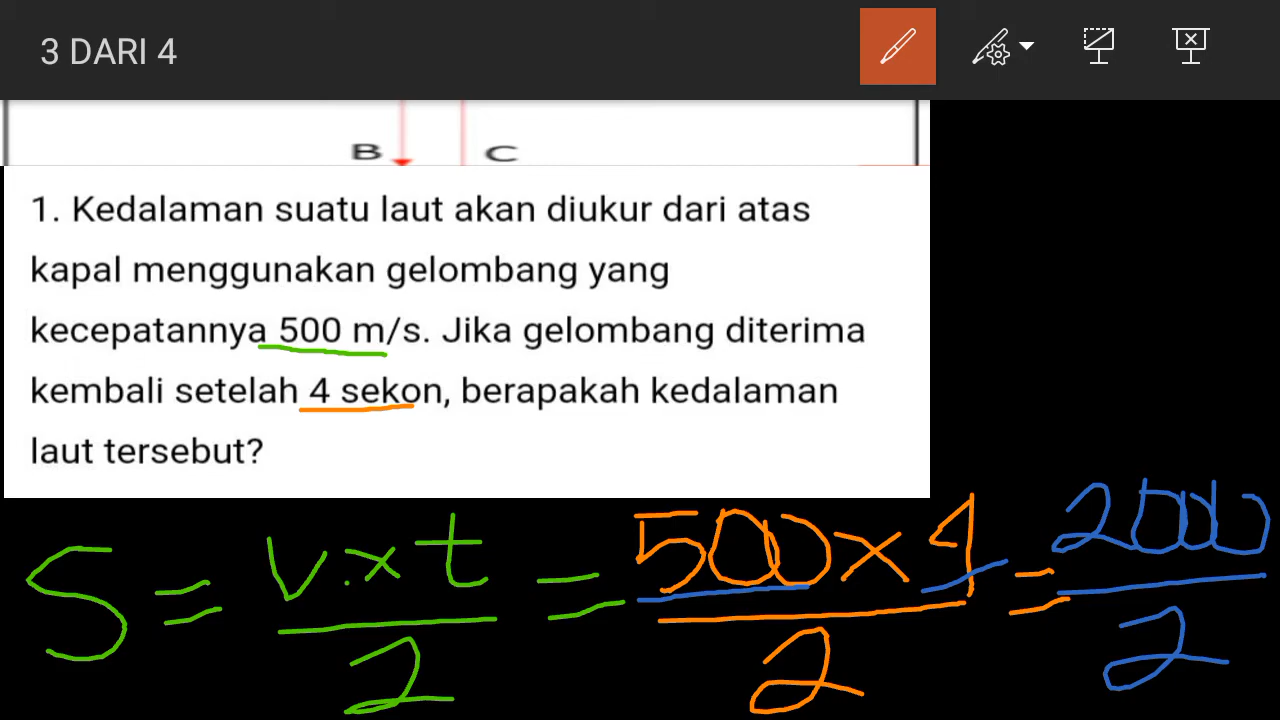 3 DARI 4
B C
1. Kedalaman suatu laut akan diukur dari atas
kapal menggunakan gelombang yang
kecepatannya 500 m/s. Jika gelombang diterima
kembali setelah 4 sekon, berapakah kedalaman
laut tersebut?
S = v . x t / 2 = 500 x 4 / 2 = 2000 / 2